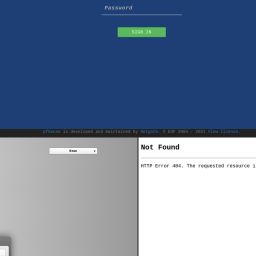 Password
SIGN IN
pfSense is developed and maintained by Netgate. © ESF 2004 - 2021 View license.
Not Found
HTTP Error 404. The requested resource i